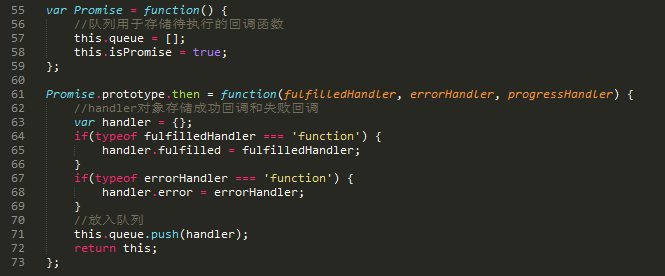 55 var Promise = function() {
56 //队列用于存储待执行的回调函数
57 this.queue = [];
58 this.isPromise = true;
59 };
60
61 Promise.prototype.then = function(fulfilledHandler, errorHandler, progressHandler) {
62 //handler对象存储成功回调和失败回调
63 var handler = {};
64 if(typeof fulfilledHandler === 'function') {
65 handler.fulfilled = fulfilledHandler;
66 }
67 if(typeof errorHandler === 'function') {
68 handler.error = errorHandler;
69 }
70 //放入队列
71 this.queue.push(handler);
72 return this;
73 };